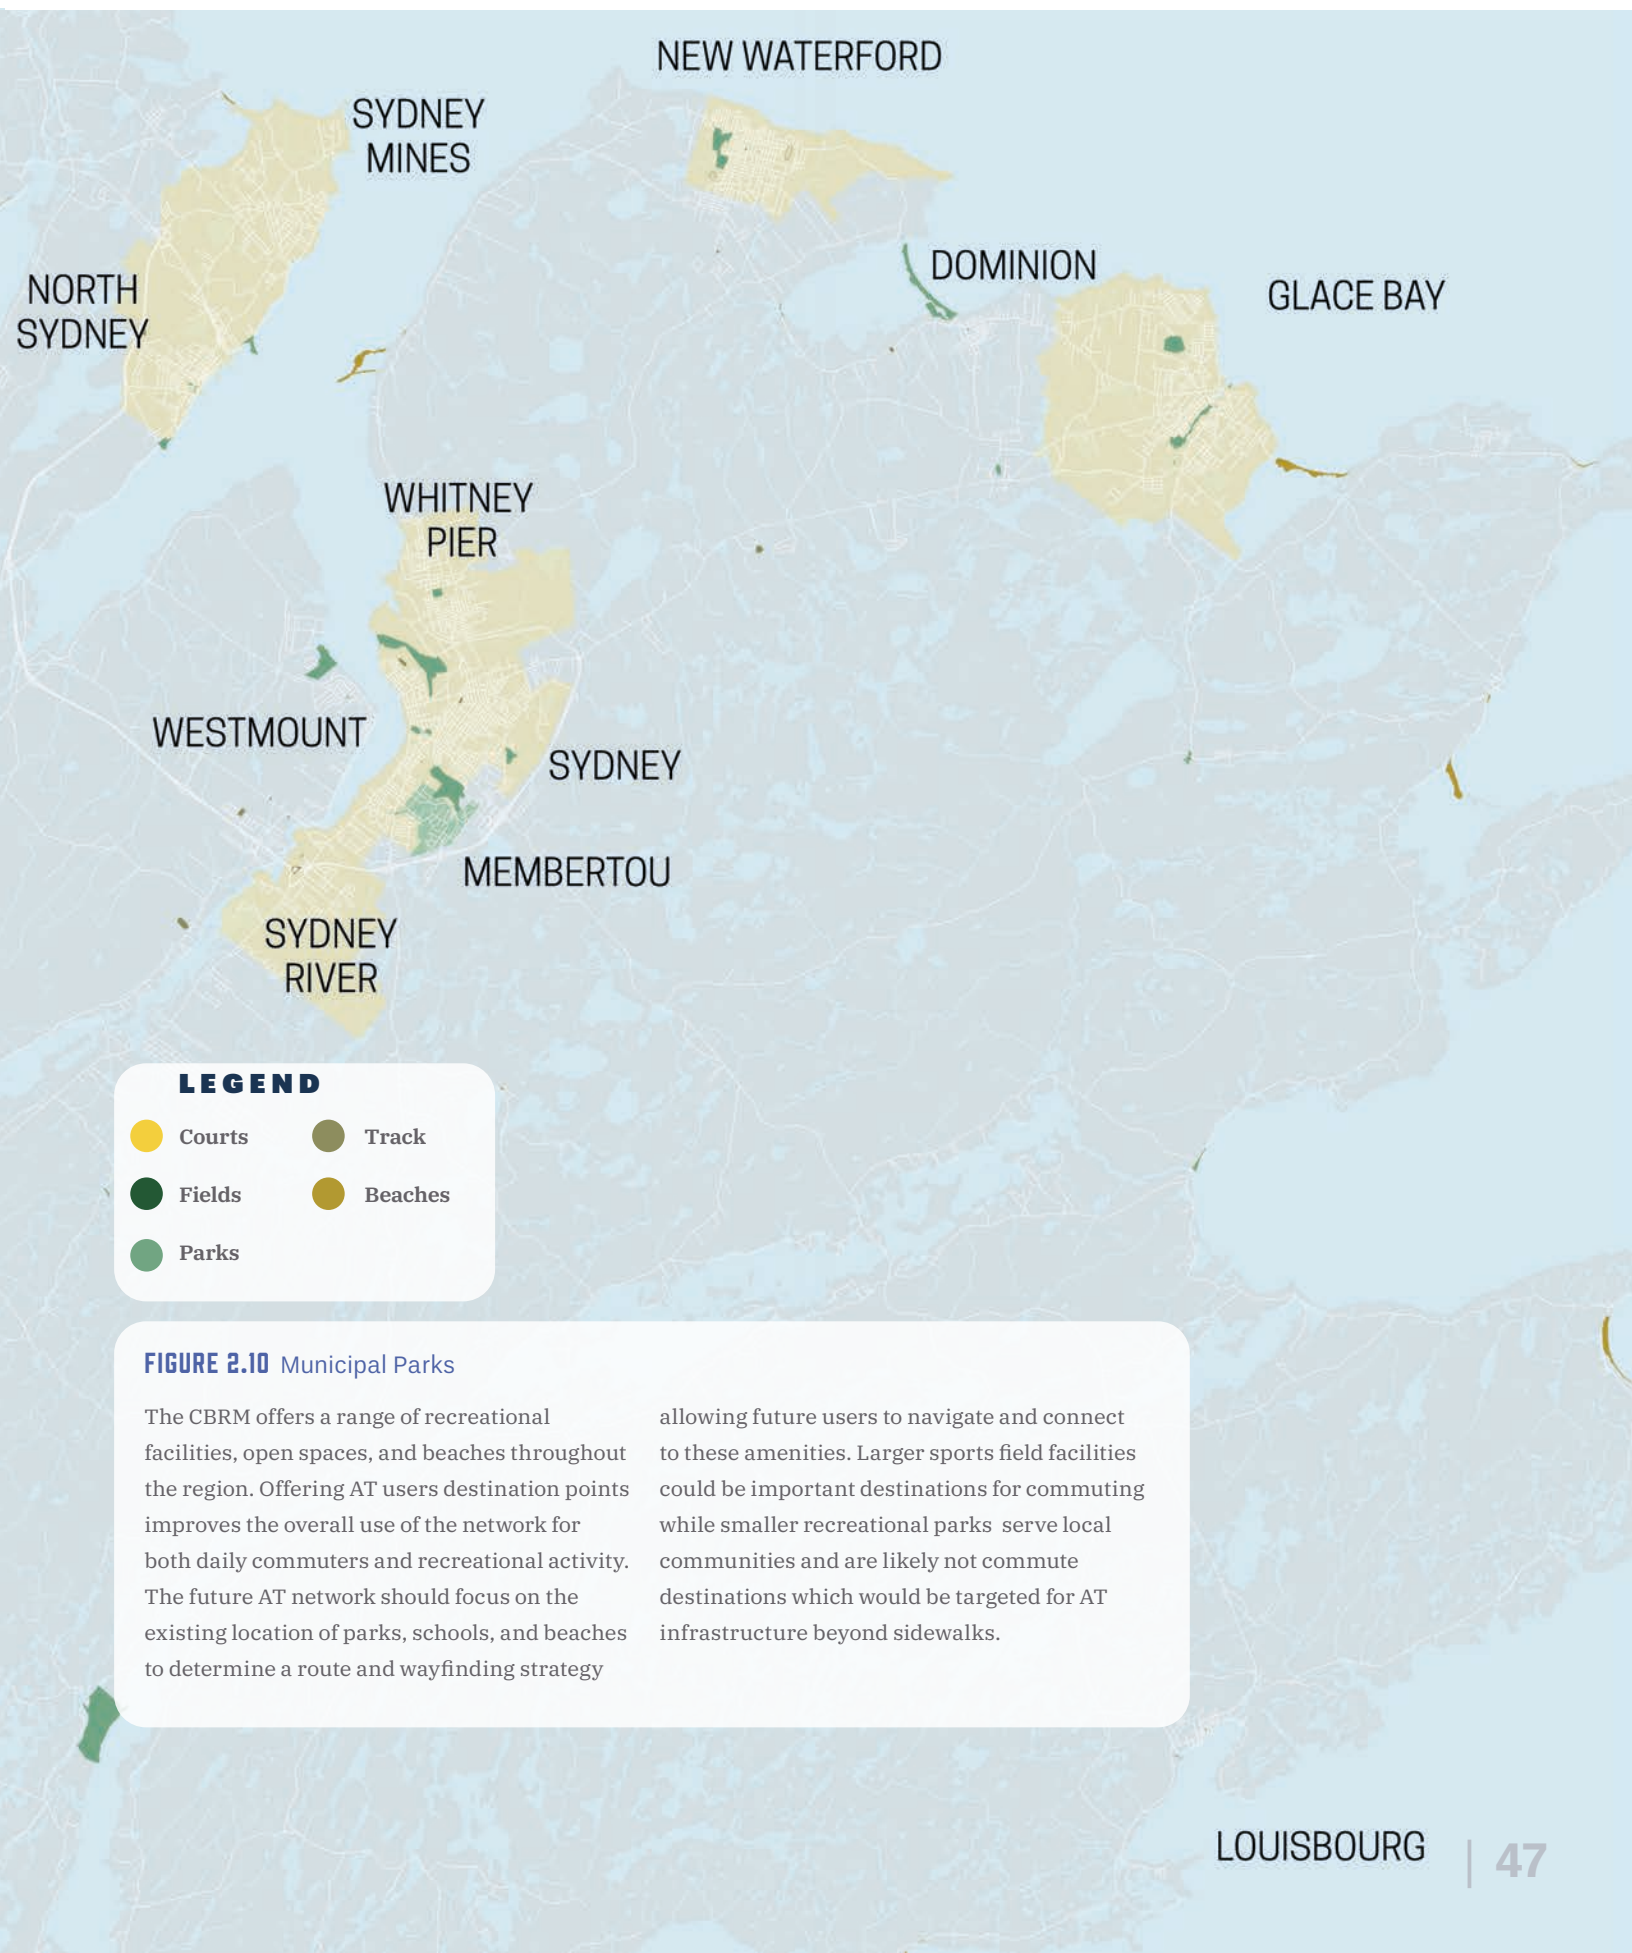 NEW WATERFORD
SYDNEY
MINES
NORTH
SYDNEY
DOMINION
GLACE BAY
WHITNEY
PIER
WESTMOUNT
SYDNEY
MEMBERTOU
SYDNEY
RIVER
LEGEND
Courts
Fields
Parks
Track
Beaches
FIGURE 2.10 Municipal Parks
The CBRM offers a range of recreational
facilities, open spaces, and beaches throughout
the region. Offering AT users destination points
improves the overall use of the network for
both daily commuters and recreational activity.
The future AT network should focus on the
existing location of parks, schools, and beaches
to determine a route and wayfinding strategy
allowing future users to navigate and connect
to these amenities. Larger sports field facilities
could be important destinations for commuting
while smaller recreational parks serve local
communities and are likely not commute
destinations which would be targeted for AT
infrastructure beyond sidewalks.
LOUISBOURG
| 47